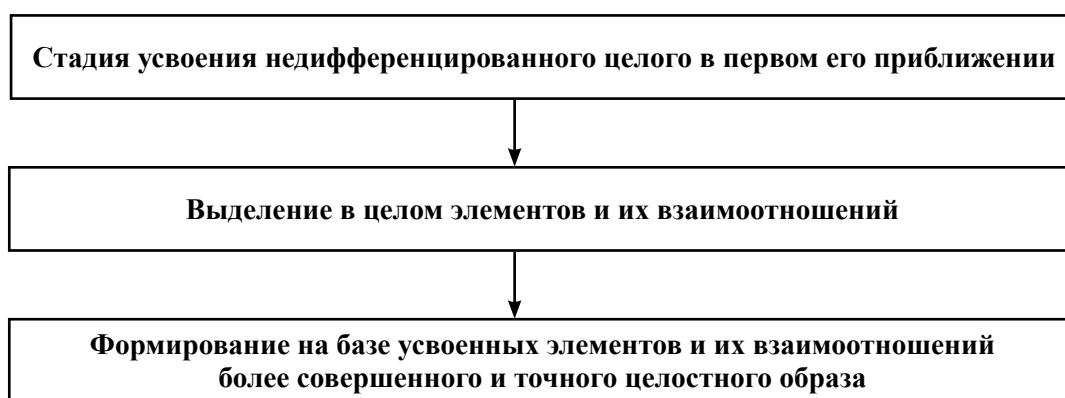 Стадия усвоения недифференцированного целого в первом его приближении
Выделение в целом элементов и их взаимоотношений
Формирование на базе усвоенных элементов и их взаимоотношений
более совершенного и точного целостного образа